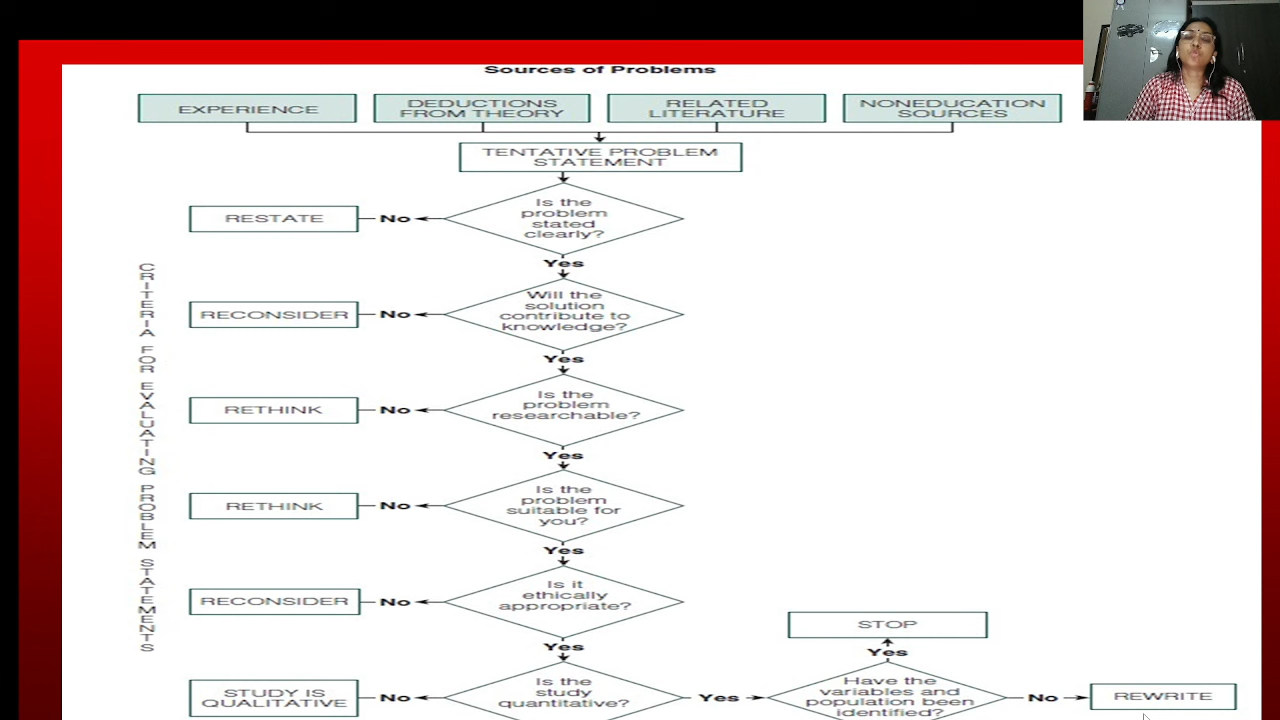 Sources of Problems
EXPERIENCE
DEDUCTIONS
FROM THEORY
RELATED
LITERATURE
NONEDUCATION
SOURCES
TENTATIVE PROBLEM
STATEMENT
Is the
problem
stated
clearly?
No
RESTATE
Yes
CRITERIA FOR EVALUATING PROBLEM STATEMENTS
Will the
solution
contribute to
knowledge?
No
RECONSIDER
Yes
Is the
problem
researchable?
No
RETHINK
Yes
Is the
problem
suitable for
you?
No
RETHINK
Yes
Is it
ethically
appropriate?
No
RECONSIDER
Yes
Is the
study
quantitative?
No
STUDY IS
QUALITATIVE
Yes
Have the
variables and
population been
identified?
Yes
STOP
No
REWRITE